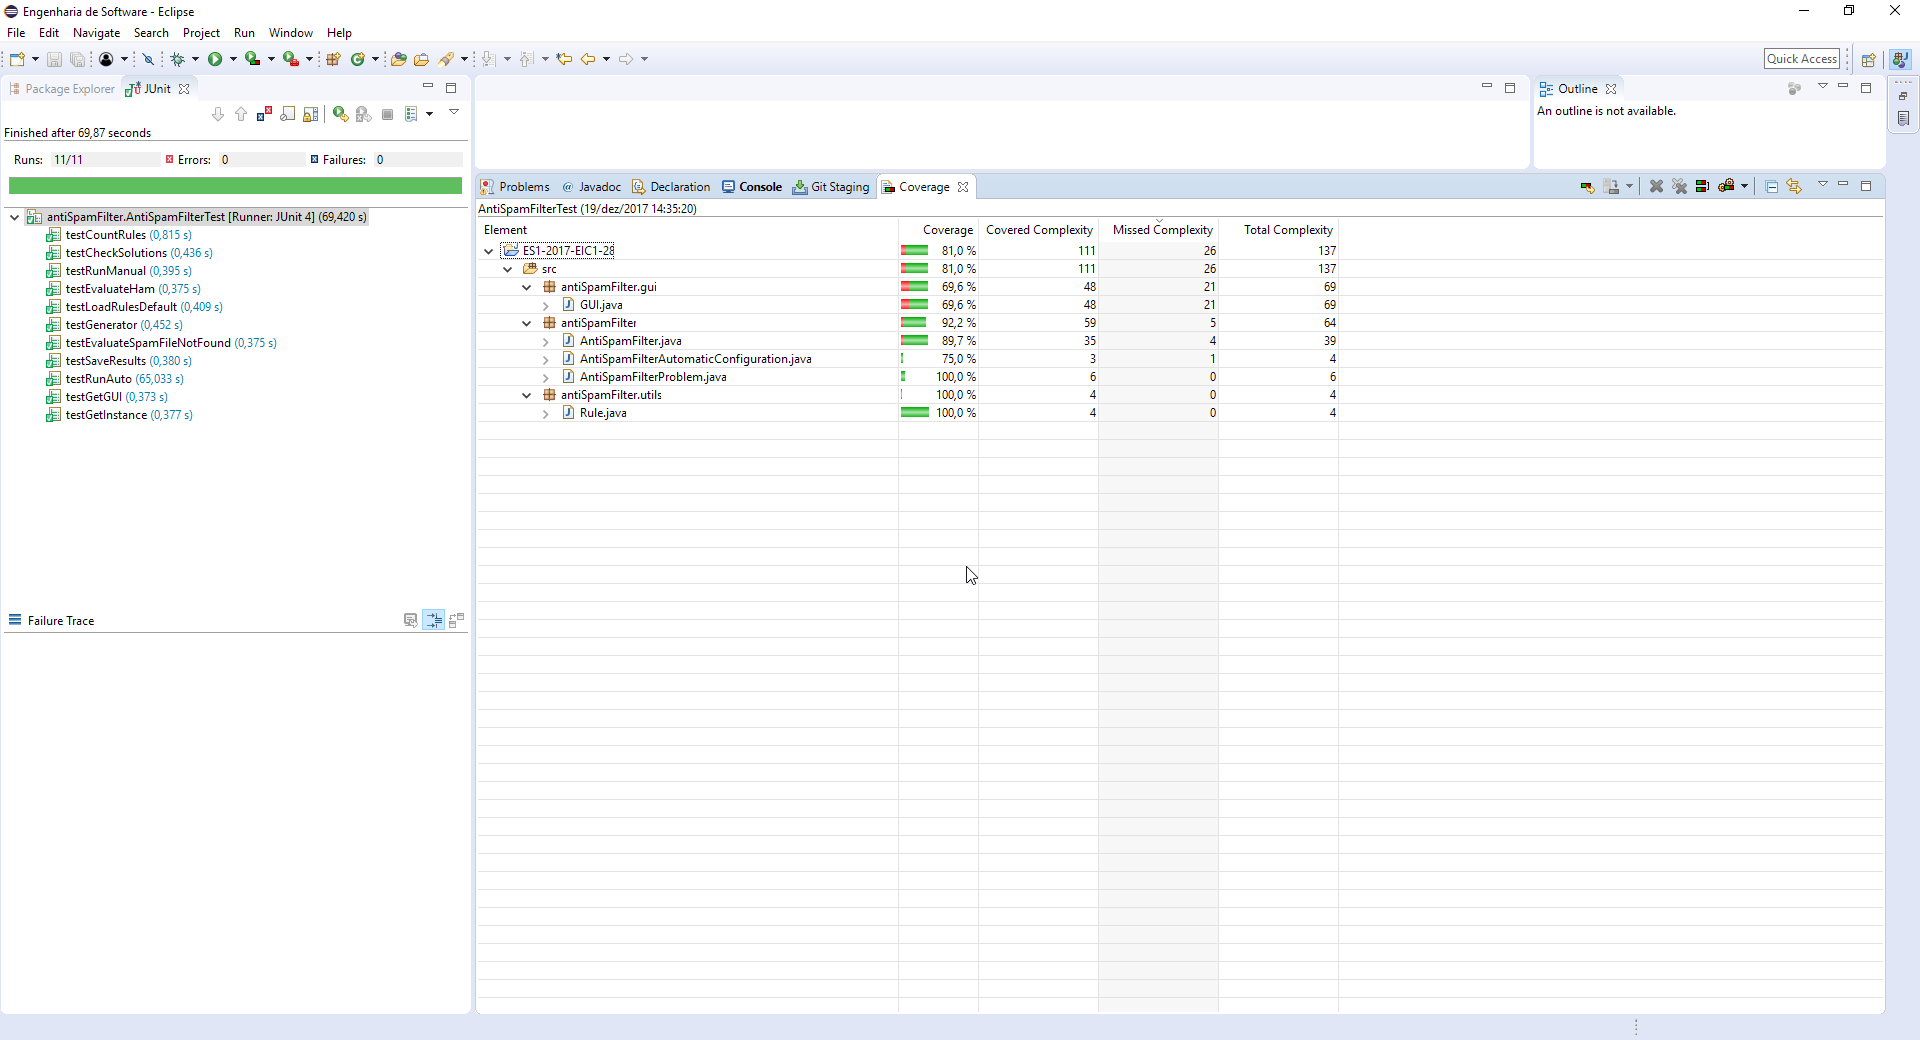 Engenharia de Software - Eclipse
File Edit Navigate Search Project Run Window Help
Quick Access
Package Explorer JUnit
Finished after 69,87 seconds
Runs: 11/11 Errors: 0 Failures: 0
antiSpamFilter.AntiSpamFilterTest [Runner: JUnit 4] (69,420 s)
testCountRules (0,815 s)
testCheckSolutions (0,436 s)
testRunManual (0,395 s)
testEvaluateHam (0,375 s)
testLoadRulesDefault (0,409 s)
testGenerator (0,452 s)
testEvaluateSpamFileNotFound (0,375 s)
testSaveResults (0,380 s)
testRunAuto (65,033 s)
testGetGUI (0,373 s)
testGetInstance (0,377 s)
Failure Trace
Problems Javadoc Declaration Console Git Staging Coverage
AntiSpamFilterTest (19/dez/2017 14:35:20)
Element Coverage Covered Complexity Missed Complexity Total Complexity
ES1-2017-EIC1-28 81,0 % 111 26 137
src 81,0 % 111 26 137
antiSpamFilter.gui 69,6 % 48 21 69
GUI.java 69,6 % 48 21 69
antiSpamFilter 92,2 % 59 5 64
AntiSpamFilter.java 89,7 % 35 4 39
AntiSpamFilterAutomaticConfiguration.java 75,0 % 3 1 4
AntiSpamFilterProblem.java 100,0 % 6 0 6
antiSpamFilter.utils 100,0 % 4 0 4
Rule.java 100,0 % 4 0 4
Outline
An outline is not available.